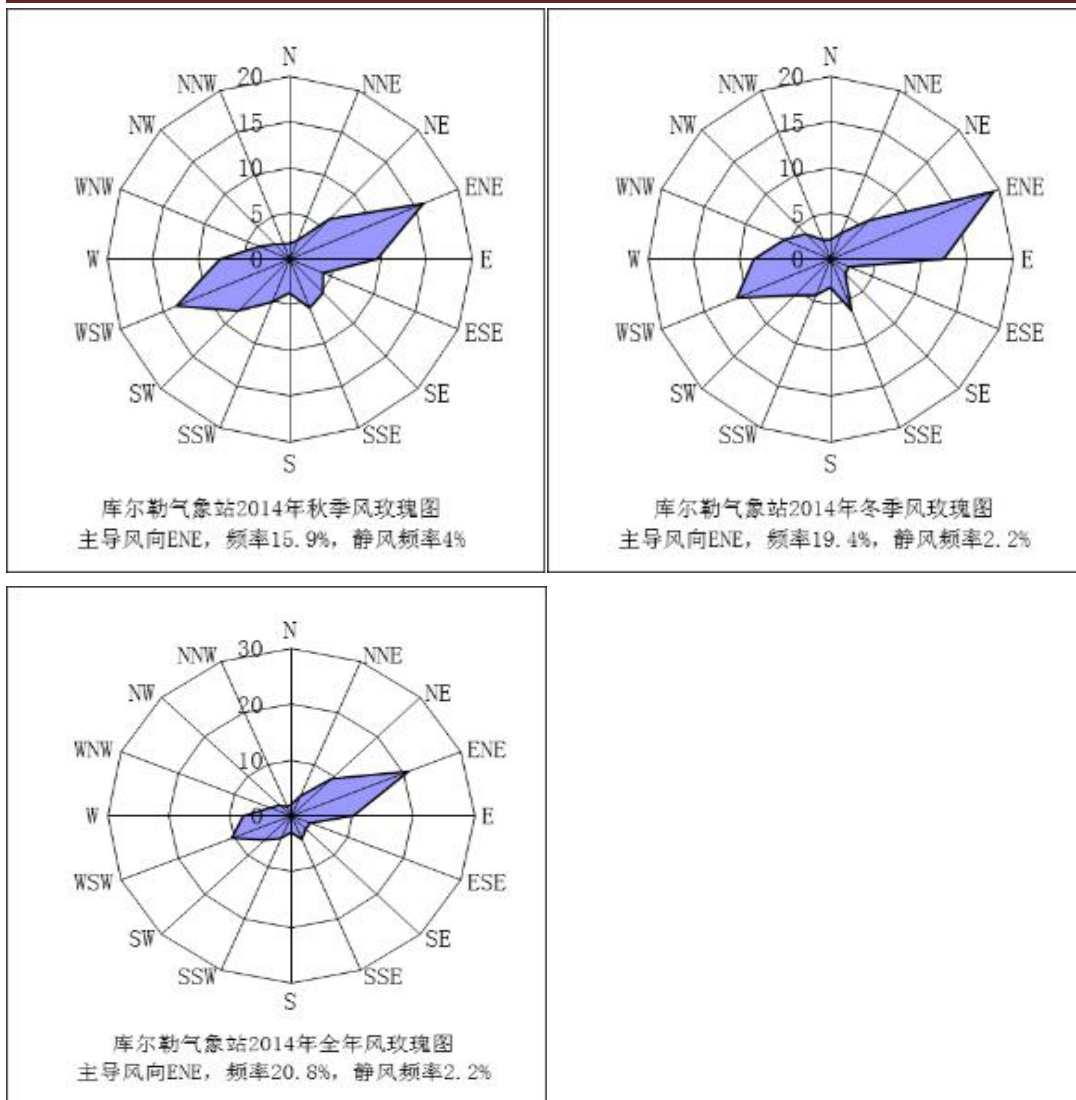 N
NNW 20 NNE
NW 15 NE
10
WNW 5 ENE
W 0 E
WSW ESE
SW SE
SSW SSE
S
库尔勒气象站2014年秋季风玫瑰图
主导风向ENE, 频率15.9%, 静风频率4%
N
NNW 20 NNE
NW 15 NE
10
WNW 5 ENE
W 0 E
WSW ESE
SW SE
SSW SSE
S
库尔勒气象站2014年冬季风玫瑰图
主导风向ENE, 频率19.4%, 静风频率2.2%
N
NNW 30 NNE
NW 20 NE
WNW 10 ENE
W 0 E
WSW ESE
SW SE
SSW SSE
S
库尔勒气象站2014年全年风玫瑰图
主导风向ENE, 频率20.8%, 静风频率2.2%